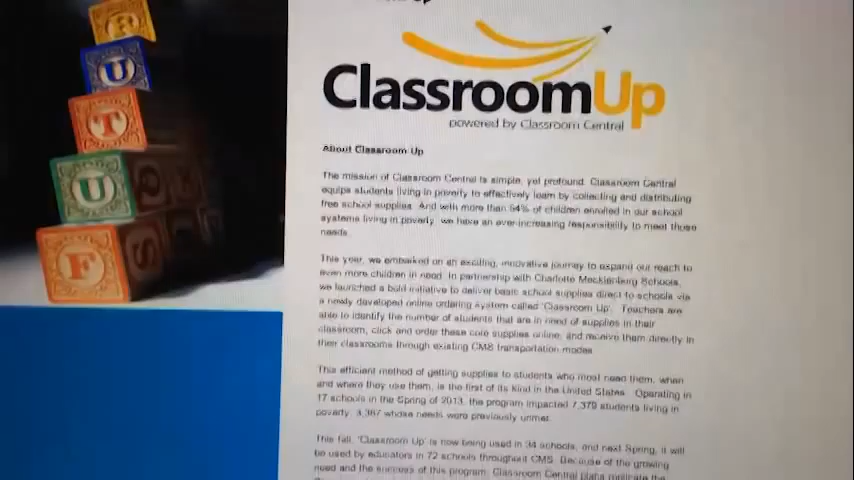 R
U
T
U
F
ClassroomUp
powered by Classroom Central
About Classroom Up
The mission of Classroom Central is simple, yet profound. Classroom Central
equips students living in poverty to effectively learn by collecting and distributing
free school supplies. And with more than 54% of children enrolled in our school
systems living in poverty, we have an ever-increasing responsibility to meet those
needs.
This year, we embarked on an exciting, innovative journey to expand our reach to
even more children in need. In partnership with Charlotte Mecklenburg Schools,
we launched a bold initiative to deliver basic school supplies direct to schools via
a newly developed online ordering system called 'Classroom Up'. Teachers are
able to identify the number of students that are in need of supplies in their
classroom, click and order these core supplies online, and receive them directly in
their classrooms through existing CMS transportation modes.
This efficient method of getting supplies to students who most need them, when
and where they use them, is the first of its kind in the United States. Operating in
17 schools in the Spring of 2013, the program impacted 7,379 students living in
poverty, 3,367 whose needs were previously unmet.
This fall, 'Classroom Up' is now being used in 34 schools, and next Spring, it will
be used by educators in 72 schools throughout CMS. Because of the growing
need and the success of this program, Classroom Central plans replicate the